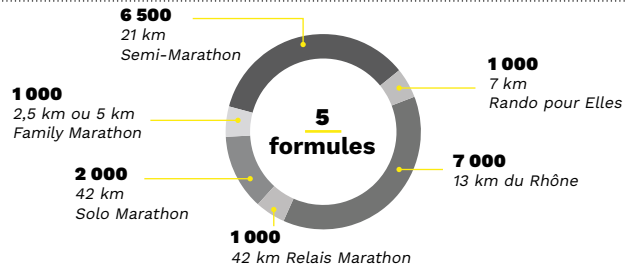 6 500
21 km
Semi-Marathon
1 000
7 km
Rando pour Elles
1 000
2,5 km ou 5 km
Family Marathon
5
formules
7 000
13 km du Rhône
2 000
42 km
Solo Marathon
1 000
42 km Relais Marathon